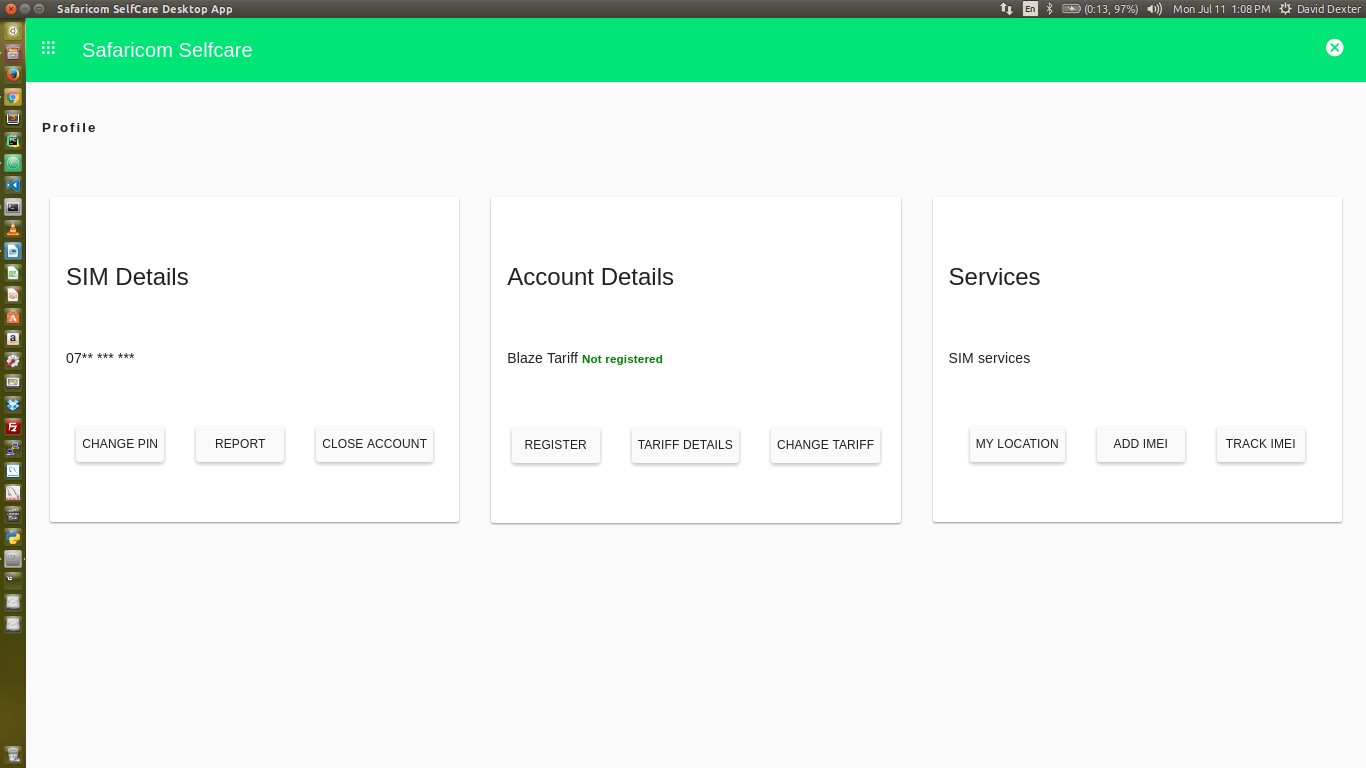 Safaricom SelfCare Desktop App
En
(0:13, 97%)
Mon Jul 11 1:08 PM
David Dexter
Safaricom Selfcare
Profile
SIM Details
07** *** ***
CHANGE PIN
REPORT
CLOSE ACCOUNT
Account Details
Blaze Tariff Not registered
REGISTER
TARIFF DETAILS
CHANGE TARIFF
Services
SIM services
MY LOCATION
ADD IMEI
TRACK IMEI